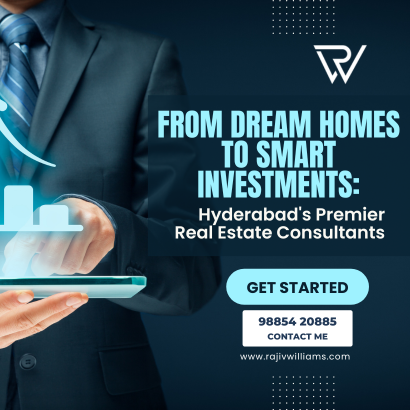 FROM DREAM HOMES
TO SMART
INVESTMENTS:
Hyderabad's Premier
Real Estate Consultants
GET STARTED
98854 20885
CONTACT ME
www.rajivwilliams.com